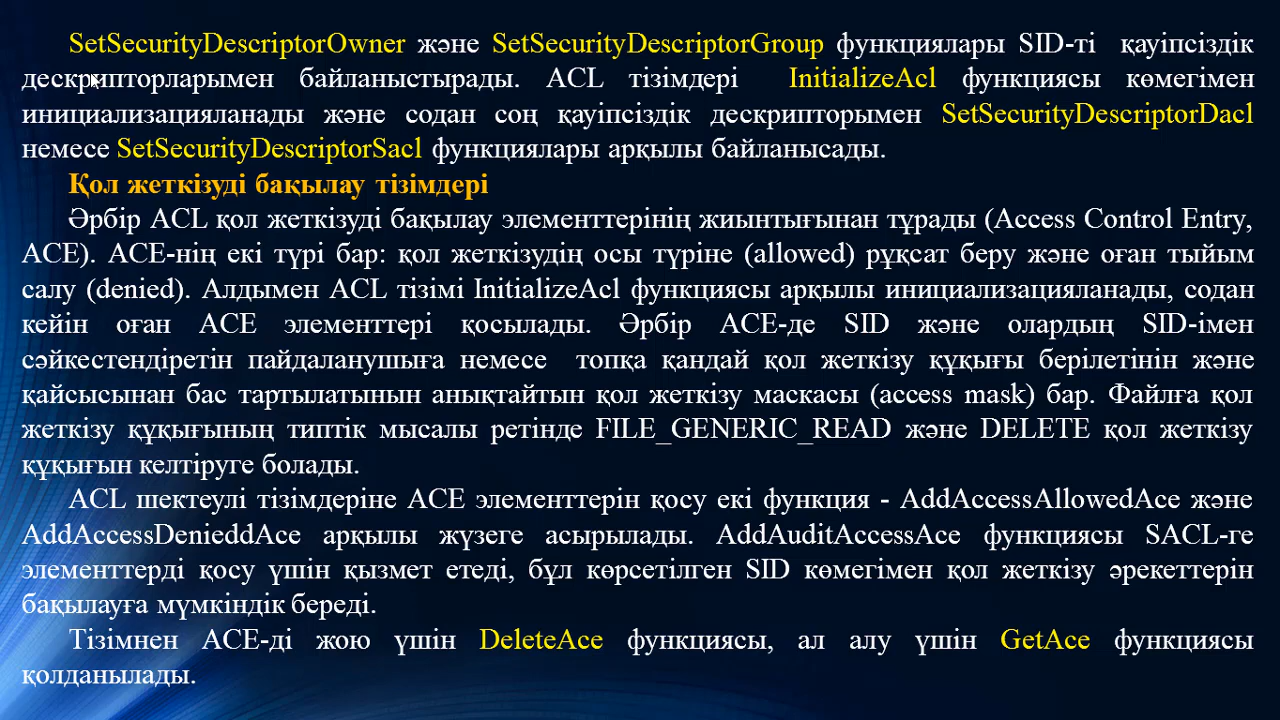 SetSecurityDescriptorOwner және SetSecurityDescriptorGroup функциялары SID-ті қауіпсіздік
дескрипторларымен байланыстырады. ACL тізімдері InitializeAcl функциясы көмегімен
инициализацияланады және содан соң қауіпсіздік дескрипторымен SetSecurityDescriptorDacl
немесе SetSecurityDescriptorSacl функциялары арқылы байланысады.
Қол жеткізуді бақылау тізімдері
Әрбір ACL қол жеткізуді бақылау элементтерінің жиынтығынан тұрады (Access Control Entry,
ACE). ACE-нің екі түрі бар: қол жеткізудің осы түріне (allowed) рұқсат беру және оған тыйым
салу (denied). Алдымен ACL тізімі InitializeAcl функциясы арқылы инициализацияланады, содан
кейін оған ACE элементтері қосылады. Әрбір ACE-де SID және олардың SID-імен
сәйкестендіретін пайдаланушыға немесе топқа қандай қол жеткізу құқығы берілетінін және
қайсысынан бас тартылатынын анықтайтын қол жеткізу маскасы (access mask) бар. Файлға қол
жеткізу құқығының типтік мысалы ретінде FILE_GENERIC_READ және DELETE қол жеткізу
құқығын келтіруге болады.
ACL шектеулі тізімдеріне ACE элементтерін қосу екі функция - AddAccessAllowedAce және
AddAccessDenieddAce арқылы жүзеге асырылады. AddAuditAccessAce функциясы SACL-ге
элементтерді қосу үшін қызмет етеді, бұл көрсетілген SID көмегімен қол жеткізу әрекеттерін
бақылауға мүмкіндік береді.
Тізімнен ACE-ді жою үшін DeleteAce функциясы, ал алу үшін GetAce функциясы
қолданылады.